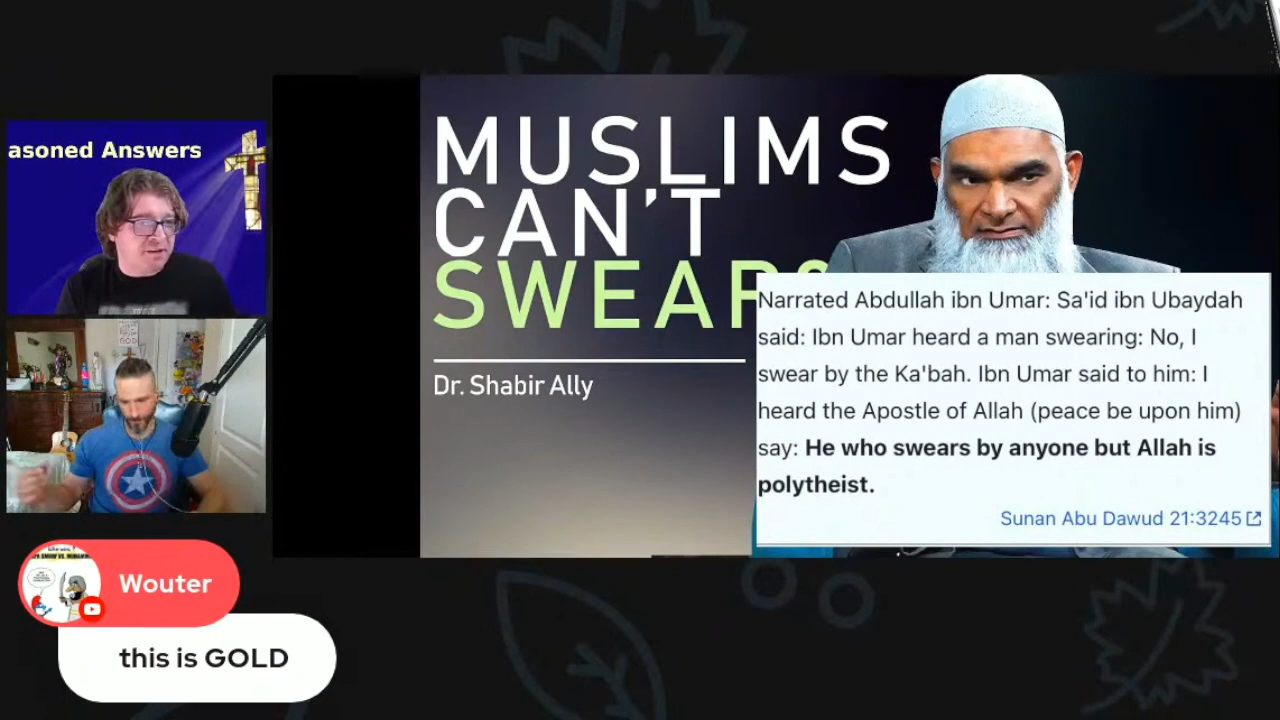 asoned Answers
MUSLIMS
CAN'T
SWEAR?
Dr. Shabir Ally
Narrated Abdullah ibn Umar: Sa'id ibn Ubaydah
said: Ibn Umar heard a man swearing: No, I
swear by the Ka'bah. Ibn Umar said to him: I
heard the Apostle of Allah (peace be upon him)
say: He who swears by anyone but Allah is
polytheist.
Sunan Abu Dawud 21:3245
Wouter
this is GOLD